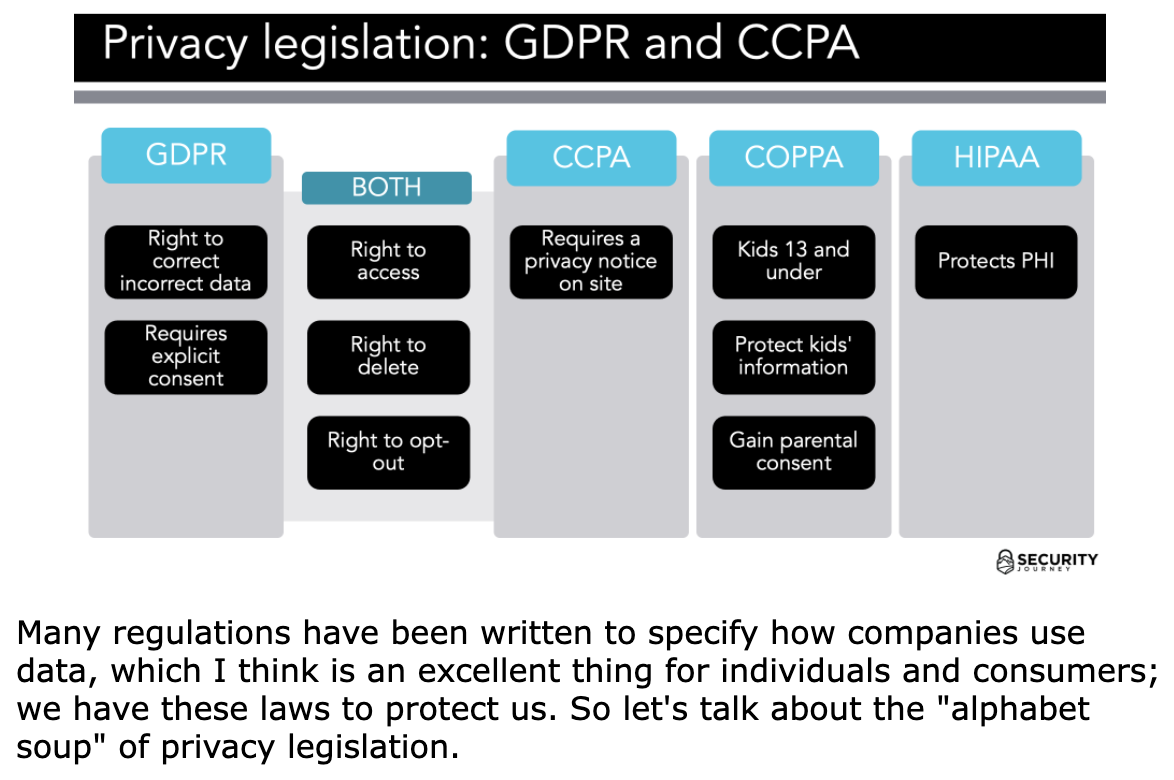 Privacy legislation: GDPR and CCPA
GDPR
Right to
correct
incorrect data
Requires
explicit
consent
BOTH
Right to
access
Right to
delete
Right to opt-
out
CCPA
Requires a
privacy notice
on site
COPPA
Kids 13 and
under
Protect kids'
information
Gain parental
consent
HIPAA
Protects PHI
SECURITY
JOURNEY
Many regulations have been written to specify how companies use
data, which I think is an excellent thing for individuals and consumers;
we have these laws to protect us. So let's talk about the "alphabet
soup" of privacy legislation.